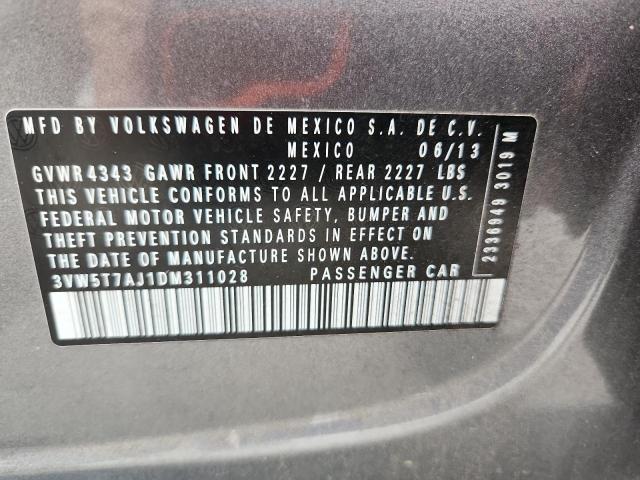 MFD BY VOLKSWAGEN DE MEXICO S.A. DE C.V.
MEXICO 06/13
GVWR 4343 GAWR FRONT 2227 / REAR 2227 LBS
THIS VEHICLE CONFORMS TO ALL APPLICABLE U.S.
FEDERAL MOTOR VEHICLE SAFETY, BUMPER AND
THEFT PREVENTION STANDARDS IN EFFECT ON
THE DATE OF MANUFACTURE SHOWN ABOVE.
3VW5T7AJ1DM311028 PASSENGER CAR
2336949 3019 M